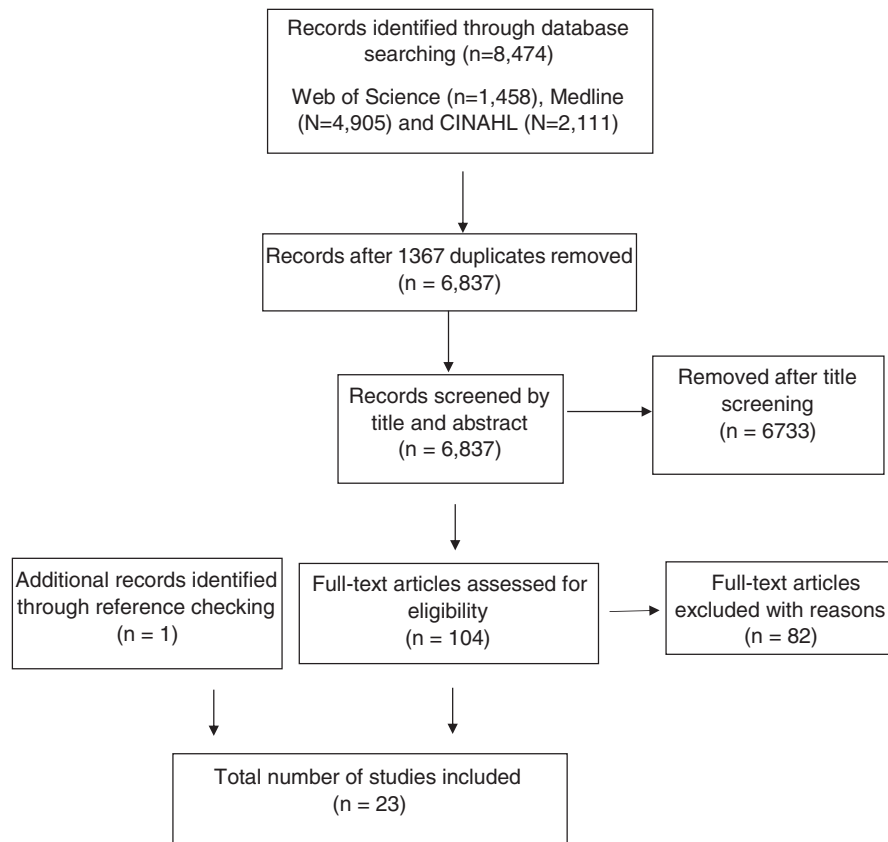 Records identified through database
searching (n=8,474)
Web of Science (n=1,458), Medline
(N=4,905) and CINAHL (N=2,111)
Records after 1367 duplicates removed
(n = 6,837)
Records screened by
title and abstract
(n = 6,837)
Removed after title
screening
(n = 6733)
Additional records identified
through reference checking
(n = 1)
Full-text articles assessed for
eligibility
(n = 104)
Full-text articles
excluded with reasons
(n = 82)
Total number of studies included
(n = 23)